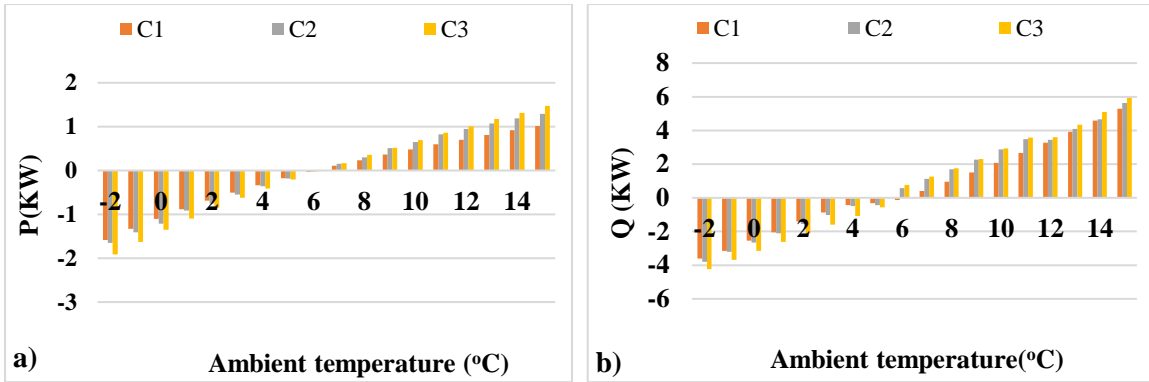 C1 C2 C3
2
1
0
-1
-2
-3
P(KW)
-2 0 2 4 6 8 10 12 14
a)
Ambient temperature (°C)
C1 C2 C3
8
6
4
2
0
-2
-4
-6
Q (KW)
-2 0 2 4 6 8 10 12 14
b)
Ambient temperature(°C)